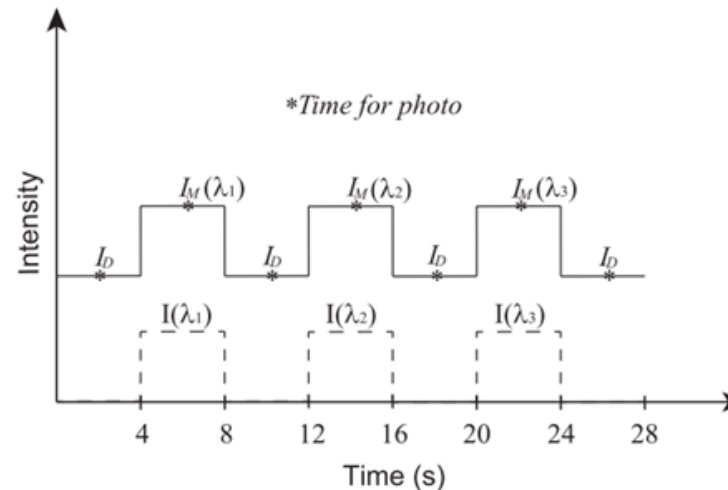 *Time for photo
I_M(λ₁) I_M(λ₂) I_M(λ₃)
I_D I_D I_D I_D
I(λ₁) I(λ₂) I(λ₃)
4 8 12 16 20 24 28
Time (s)
Intensity